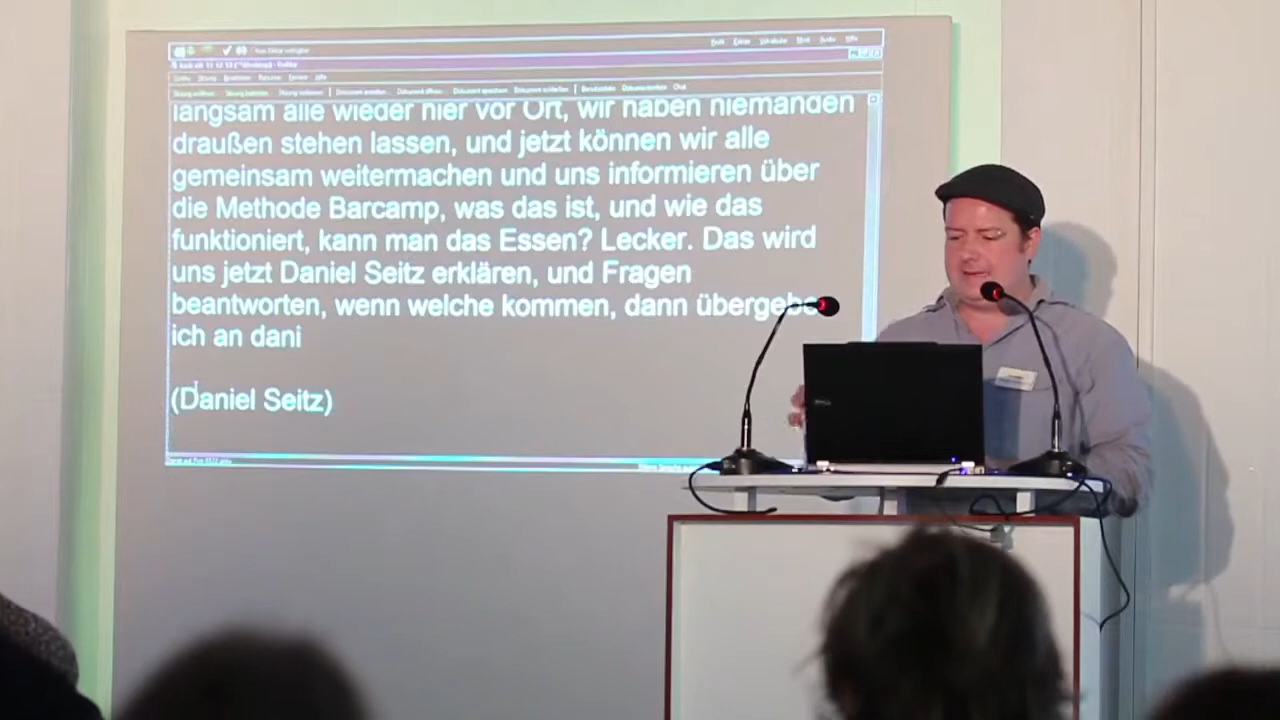 langsam alle wieder hier vor Ort, wir haben niemanden
draußen stehen lassen, und jetzt können wir alle
gemeinsam weitermachen und uns informieren über
die Methode Barcamp, was das ist, und wie das
funktioniert, kann man das Essen? Lecker. Das wird
uns jetzt Daniel Seitz erklären, und Fragen
beantworten, wenn welche kommen, dann übergebe
ich an dani
(Daniel Seitz)